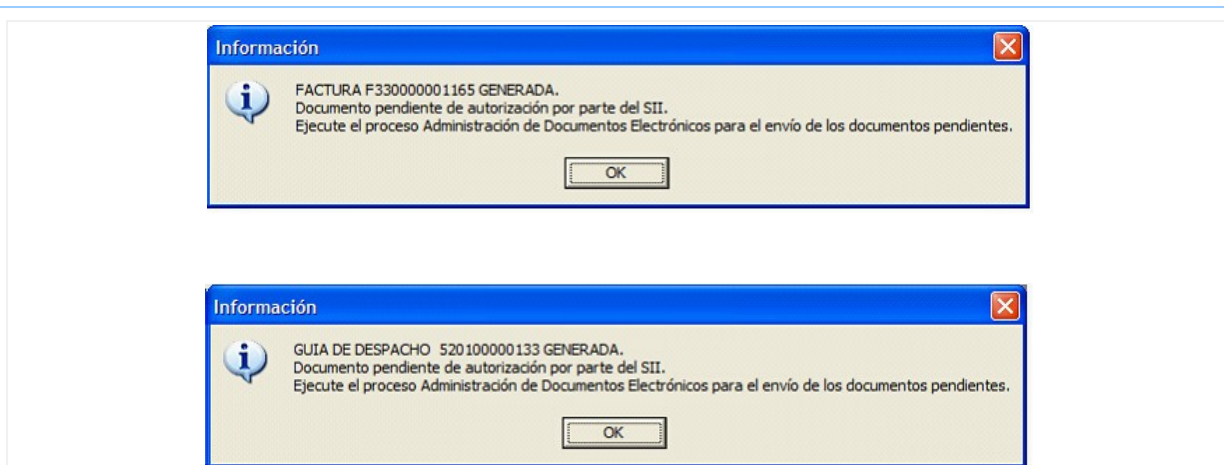 Información
FACTURA F330000001165 GENERADA.
Documento pendiente de autorización por parte del SII.
Ejecute el proceso Administración de Documentos Electrónicos para el envío de los documentos pendientes.
OK
Información
GUIA DE DESPACHO 520100000133 GENERADA.
Documento pendiente de autorización por parte del SII.
Ejecute el proceso Administración de Documentos Electrónicos para el envío de los documentos pendientes.
OK